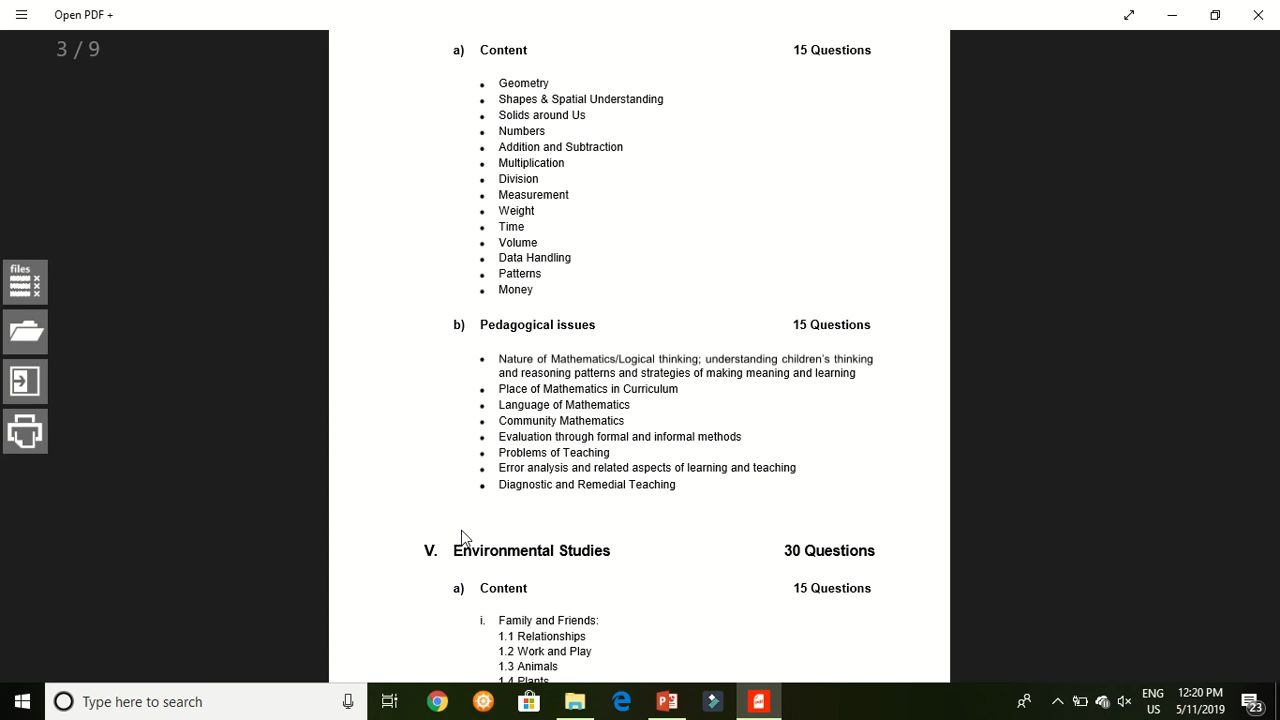 Open PDF +
3 / 9
a) Content 15 Questions
• Geometry
• Shapes & Spatial Understanding
• Solids around Us
• Numbers
• Addition and Subtraction
• Multiplication
• Division
• Measurement
• Weight
• Time
• Volume
• Data Handling
• Patterns
• Money
b) Pedagogical issues 15 Questions
• Nature of Mathematics/Logical thinking; understanding children's thinking
and reasoning patterns and strategies of making meaning and learning
• Place of Mathematics in Curriculum
• Language of Mathematics
• Community Mathematics
• Evaluation through formal and informal methods
• Problems of Teaching
• Error analysis and related aspects of learning and teaching
• Diagnostic and Remedial Teaching
V. Environmental Studies 30 Questions
a) Content 15 Questions
i. Family and Friends:
1.1 Relationships
1.2 Work and Play
1.3 Animals
1.4 Plants
files
Type here to search
ENG
US
12:20 PM
5/11/2019
23